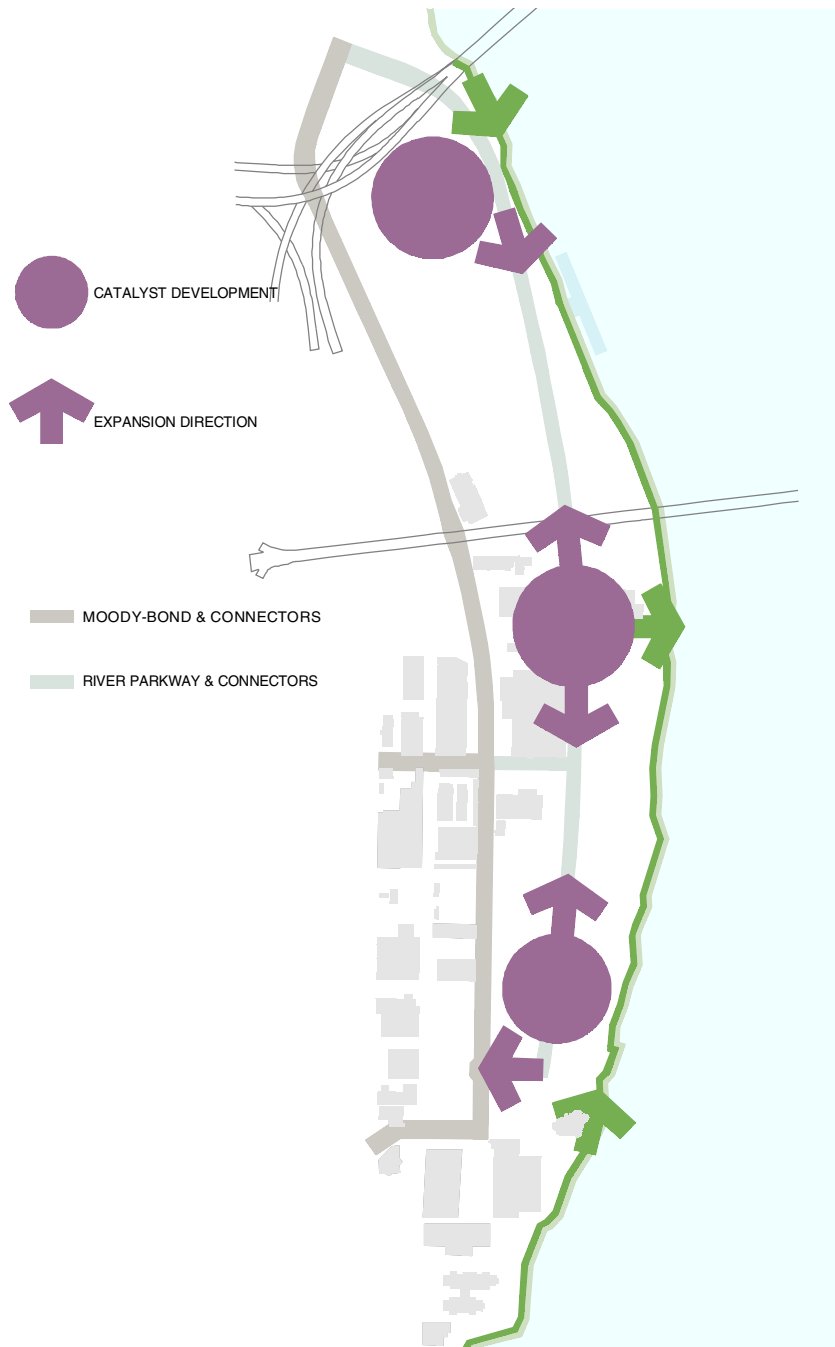 CATALYST DEVELOPMENT
EXPANSION DIRECTION
MOODY-BOND & CONNECTORS
RIVER PARKWAY & CONNECTORS